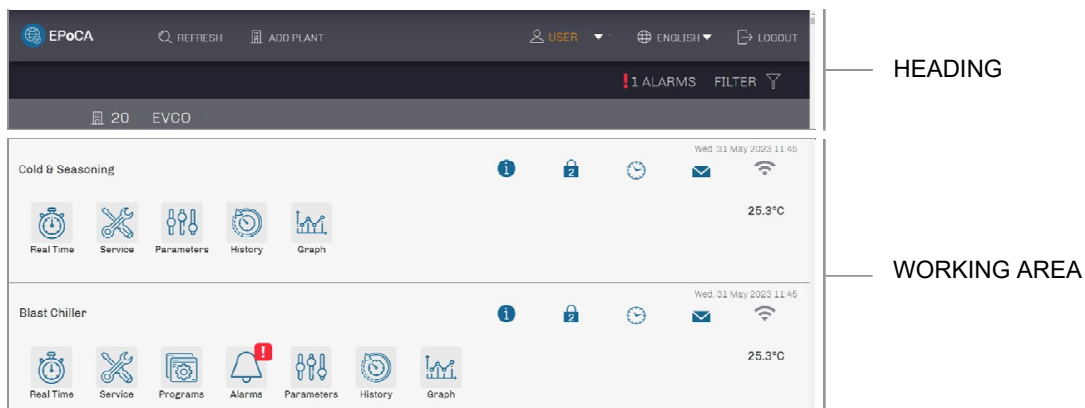 EPoCA REFRESH ADD PLANT USER ENGLISH LOGOUT
HEADING
!1 ALARMS FILTER
20 EVCO
Wed, 31 May 2023 11:45
Cold & Seasoning
2
25.3°C
Real Time Service Parameters History Graph
WORKING AREA
Wed, 31 May 2023 11:45
Blast Chiller
2
25.3°C
!
Real Time Service Programs Alarms Parameters History Graph